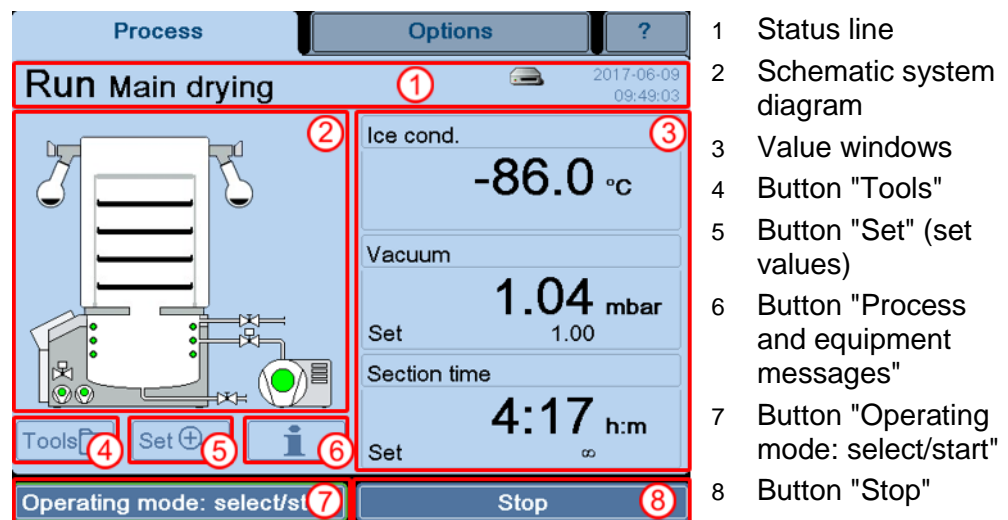 Process
Options
?
Run Main drying
1
2017-06-09
09:49:03
2
3
Ice cond.
-86.0 °C
Vacuum
1.04 mbar
Set 1.00
Section time
4:17 h:m
Set ∞
Tools 4
Set 5
i 6
Operating mode: select/st 7
Stop 8
1 Status line
2 Schematic system
diagram
3 Value windows
4 Button "Tools"
5 Button "Set" (set
values)
6 Button "Process
and equipment
messages"
7 Button "Operating
mode: select/start"
8 Button "Stop"